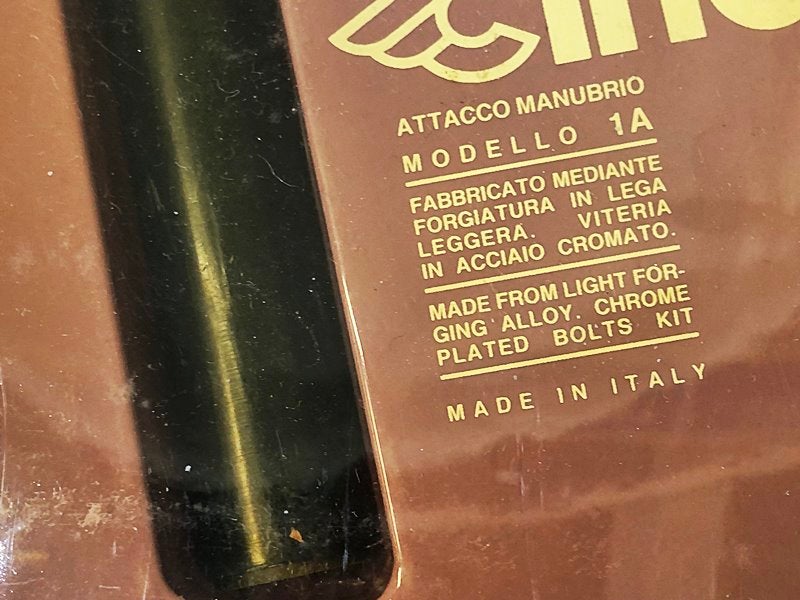 ATTACCO MANUBRIO
MODELLO 1A
FABBRICATO MEDIANTE
FORGIATURA IN LEGA
LEGGERA. VITERIA
IN ACCIAIO CROMATO.
MADE FROM LIGHT FOR-
GING ALLOY. CHROME
PLATED BOLTS KIT
MADE IN ITALY